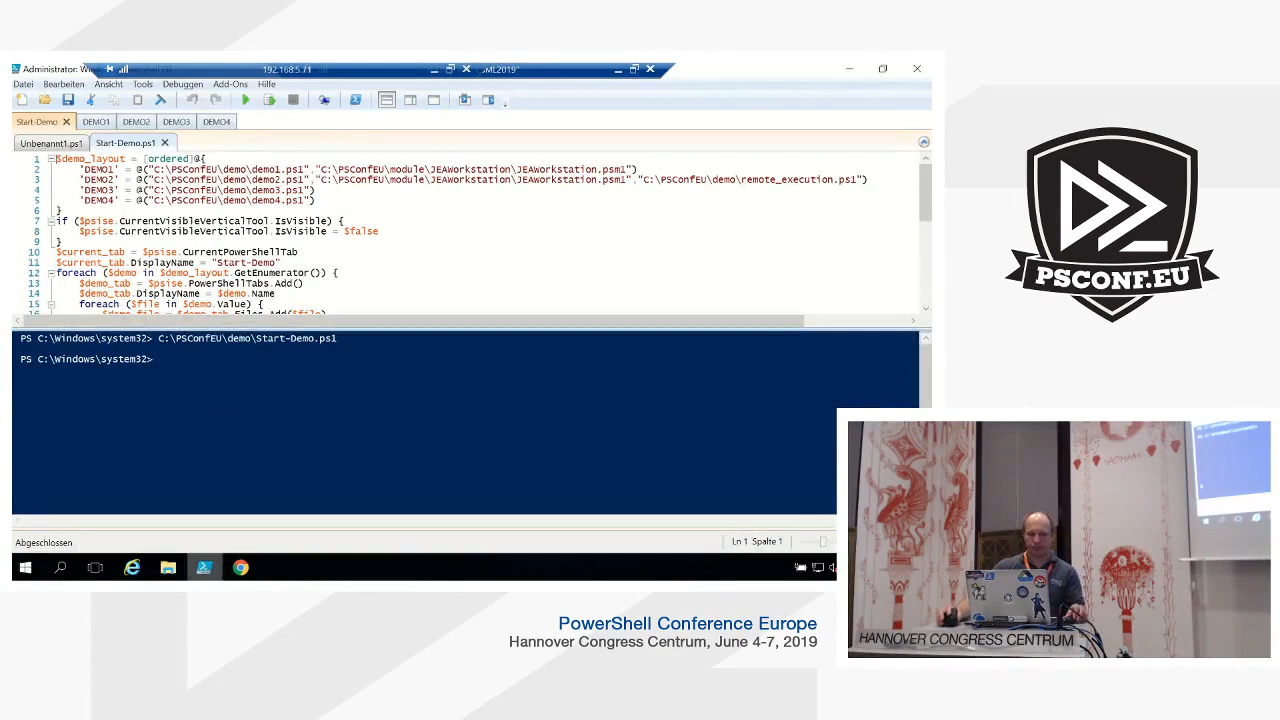 Administrator: Wi
192.168.5.71
ML2019"
Datei Bearbeiten Ansicht Tools Debuggen Add-Ons Hilfe
Start-Demo DEMO1 DEMO2 DEMO3 DEMO4
Unbenannt1.ps1 Start-Demo.ps1
1 $demo_layout = [ordered]@{
2 'DEMO1' = @("C:\PSConfEU\demo\demo1.ps1","C:\PSConfEU\module\JEAWorkstation\JEAWorkstation.psm1")
3 'DEMO2' = @("C:\PSConfEU\demo\demo2.ps1","C:\PSConfEU\module\JEAWorkstation\JEAWorkstation.psm1","C:\PSConfEU\demo\remote_execution.ps1")
4 'DEMO3' = @("C:\PSConfEU\demo\demo3.ps1")
5 'DEMO4' = @("C:\PSConfEU\demo\demo4.ps1")
6 }
7 if ($psise.CurrentVisibleVerticalTool.IsVisible) {
8 $psise.CurrentVisibleVerticalTool.IsVisible = $false
9 }
10 $current_tab = $psise.CurrentPowerShellTab
11 $current_tab.DisplayName = "Start-Demo"
12 foreach ($demo in $demo_layout.GetEnumerator()) {
13 $demo_tab = $psise.PowerShellTabs.Add()
14 $demo_tab.DisplayName = $demo.Name
15 foreach ($file in $demo.Value) {
PS C:\Windows\system32> C:\PSConfEU\demo\Start-Demo.ps1
PS C:\Windows\system32>
Abgeschlossen
Ln 1 Spalte 1
PSCONF.EU
HANNOVER CONGRESS CENTRUM
PowerShell Conference Europe
Hannover Congress Centrum, June 4-7, 2019